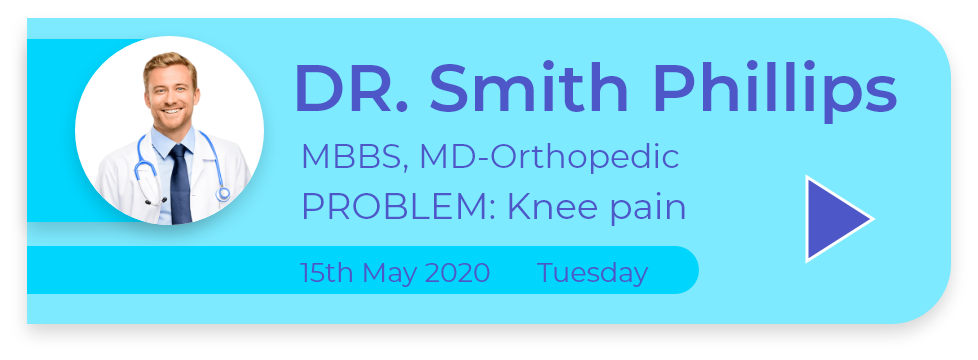 DR. Smith Phillips
MBBS, MD-Orthopedic
PROBLEM: Knee pain
15th May 2020 Tuesday